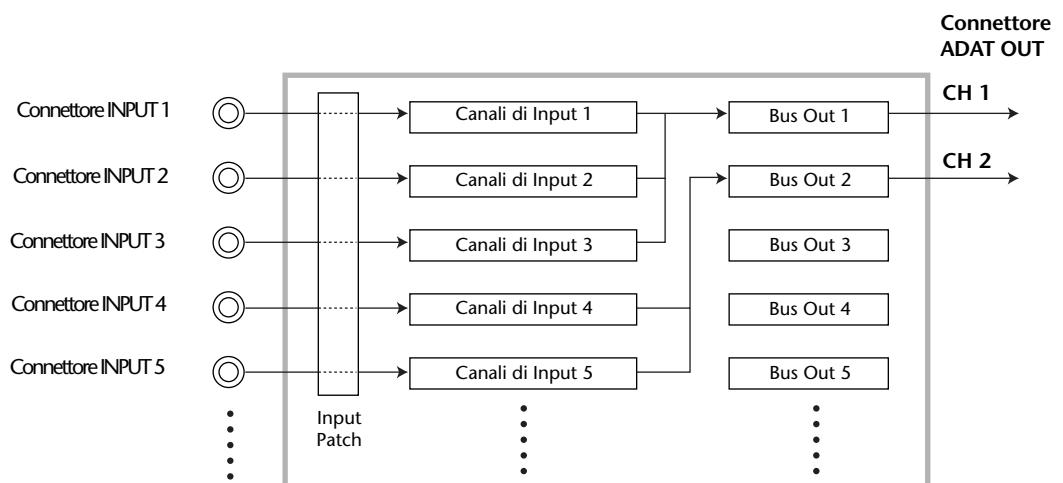 Connettore
ADAT OUT
Connettore INPUT 1
Canali di Input 1
Bus Out 1
CH 1
Connettore INPUT 2
Canali di Input 2
Bus Out 2
CH 2
Connettore INPUT 3
Canali di Input 3
Bus Out 3
Connettore INPUT 4
Canali di Input 4
Bus Out 4
Connettore INPUT 5
Canali di Input 5
Bus Out 5
Input
Patch